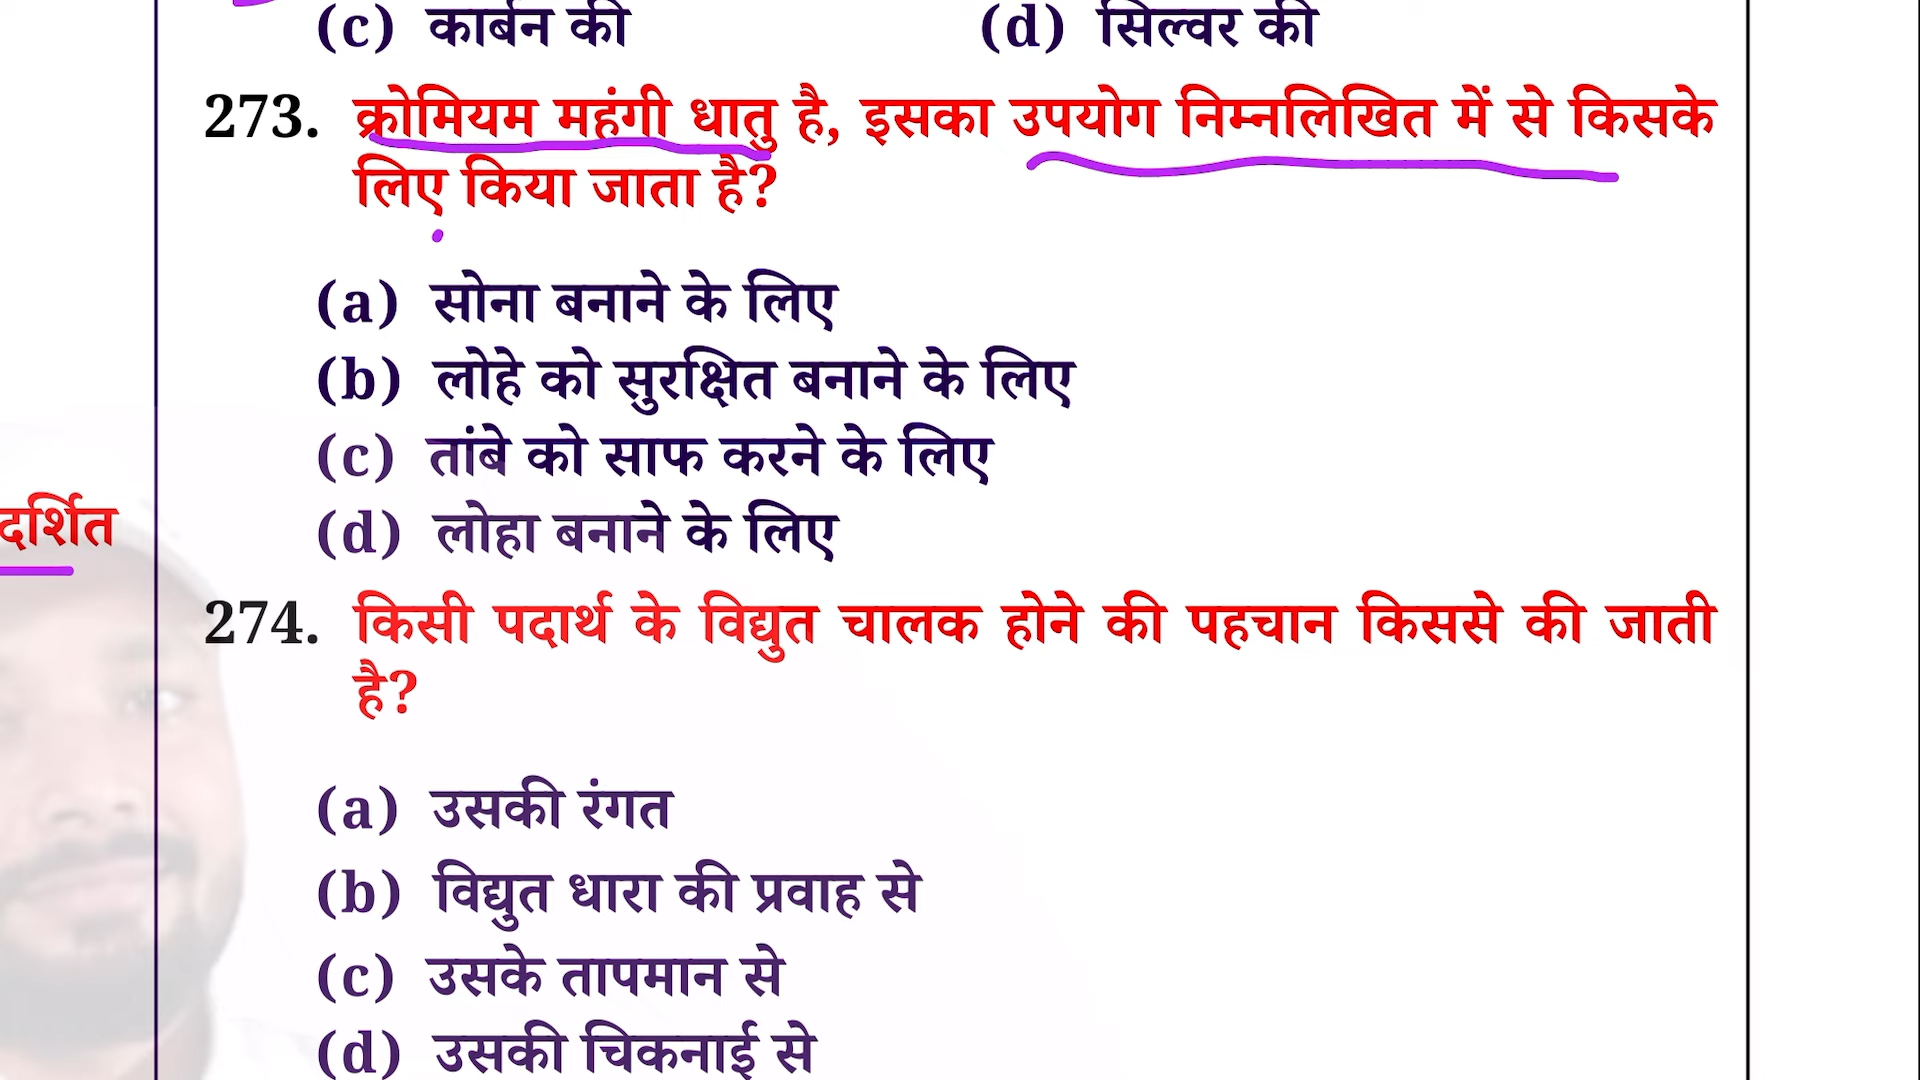 (c) कार्बन की (d) सिल्वर की
273. क्रोमियम महंगी धातु है, इसका उपयोग निम्नलिखित में से किसके
लिए किया जाता है?
(a) सोना बनाने के लिए
(b) लोहे को सुरक्षित बनाने के लिए
(c) तांबे को साफ करने के लिए
(d) लोहा बनाने के लिए
दर्शित
274. किसी पदार्थ के विद्युत चालक होने की पहचान किससे की जाती
है?
(a) उसकी रंगत
(b) विद्युत धारा की प्रवाह से
(c) उसके तापमान से
(d) उसकी चिकनाई से